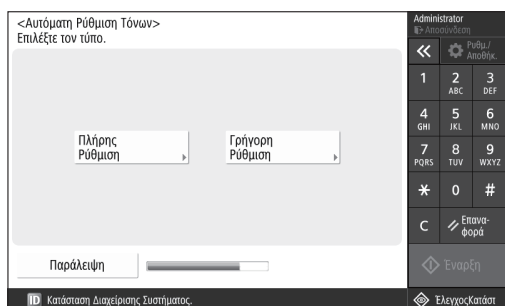 <Αυτόματη Ρύθμιση Τόνων>
Επιλέξτε τον τύπο.
Πλήρης
Ρύθμιση
Γρήγορη
Ρύθμιση
Παράλειψη
ID Κατάσταση Διαχείρισης Συστήματος.
Administrator
Αποσύνδεση
Ρυθμ./
Αποθήκ.
1 2 3
ABC DEF
4 5 6
GHI JKL MNO
7 8 9
PQRS TUV WXYZ
* 0 #
C Επανα-
φορά
Έναρξη
ΈλεγχοςΚατάστ